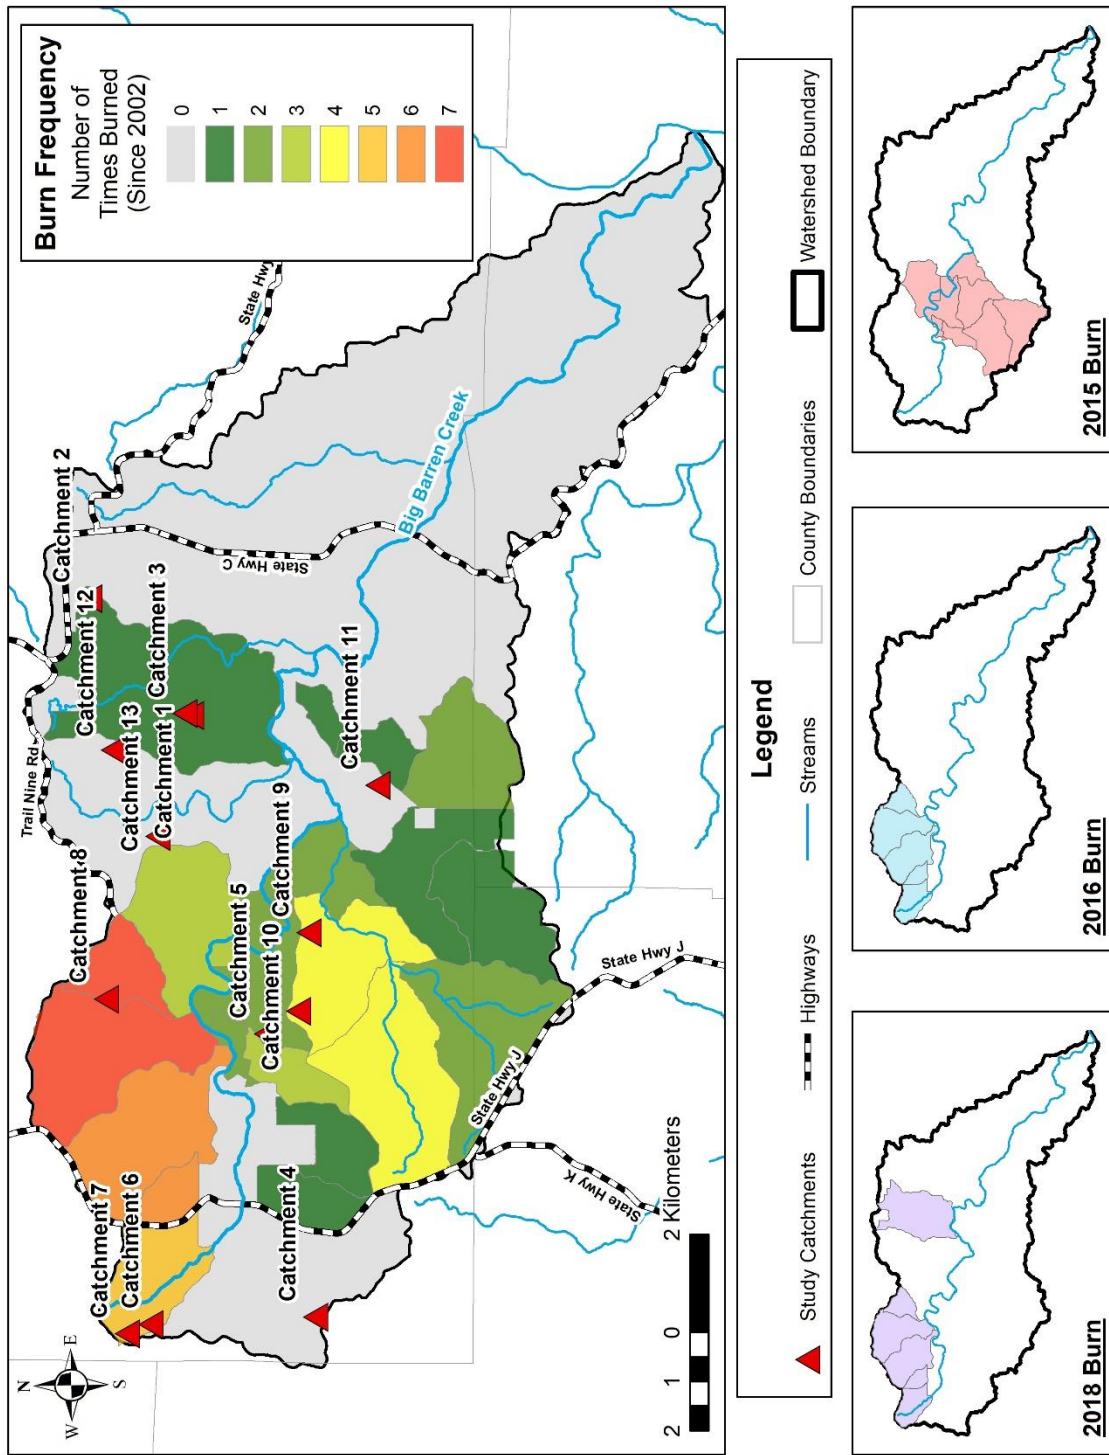 N
W
E
S
Trail Nine Rd
Catchment 7
Catchment 6
Catchment 8
Catchment 13
Catchment 1
Catchment 12
Catchment 3
Catchment 2
Catchment 4
Catchment 10
Catchment 5
Catchment 9
Catchment 11
State Hwy C
State Hwy
Big Barren Creek
State Hwy J
State Hwy J
State Hwy K
2 1 0 2 Kilometers
Burn Frequency
Number of
Times Burned
(Since 2002)
0
1
2
3
4
5
6
7
Legend
Study Catchments
Highways
Streams
County Boundaries
Watershed Boundary
2018 Burn
2016 Burn
2015 Burn